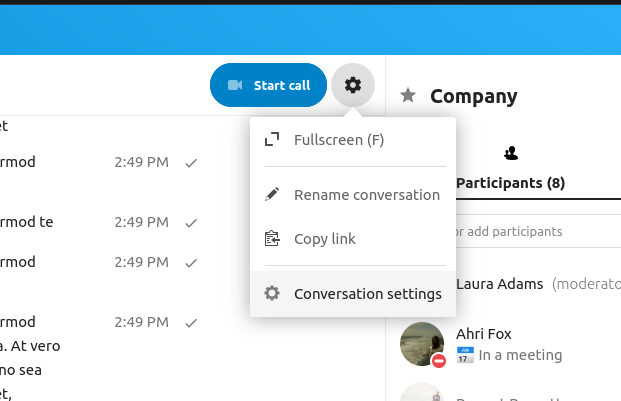 Start call
Company
et
rmod 2:49 PM
Fullscreen (F)
Participants (8)
Rename conversation
rmod te 2:49 PM
or add participants
Copy link
rmod 2:49 PM
Laura Adams (moderato
Conversation settings
rmod 2:49 PM
Ahri Fox
a. At vero
17 In a meeting
no sea
et,